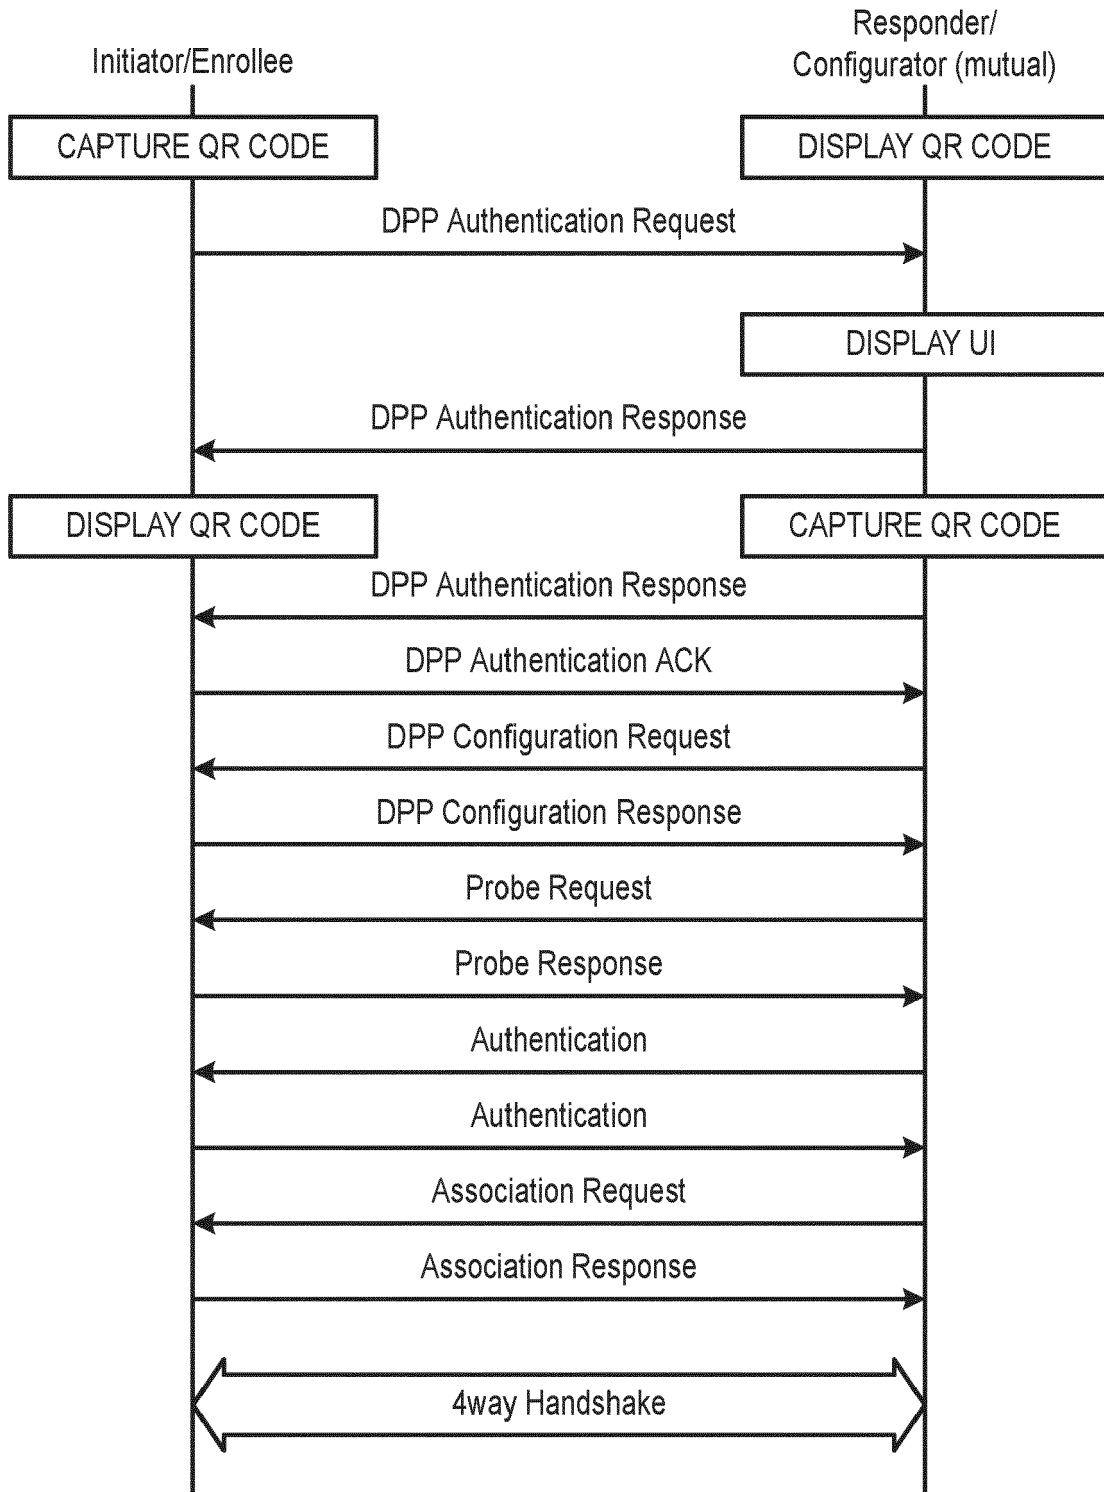 Initiator/Enrollee
Responder/
Configurator (mutual)
CAPTURE QR CODE
DISPLAY QR CODE
DPP Authentication Request
DISPLAY UI
DPP Authentication Response
DISPLAY QR CODE
CAPTURE QR CODE
DPP Authentication Response
DPP Authentication ACK
DPP Configuration Request
DPP Configuration Response
Probe Request
Probe Response
Authentication
Authentication
Association Request
Association Response
4way Handshake